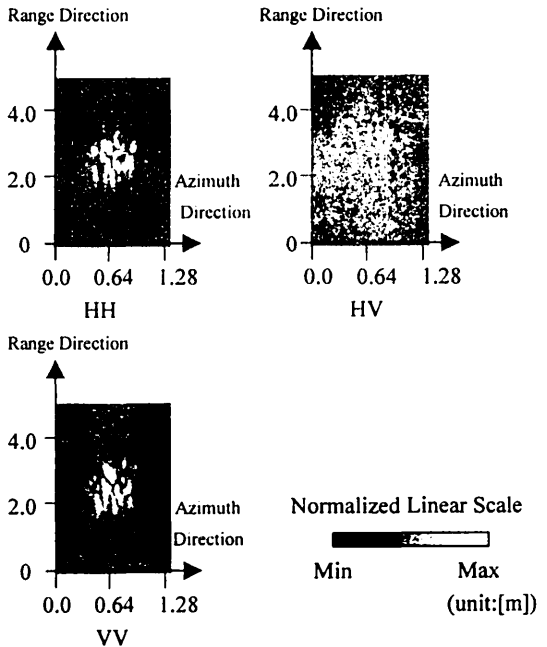 Range Direction
4.0
2.0
0
0.0 0.64 1.28
Azimuth
Direction
HH
Range Direction
4.0
2.0
0
0.0 0.64 1.28
Azimuth
Direction
HV
Range Direction
4.0
2.0
0
0.0 0.64 1.28
Azimuth
Direction
VV
Normalized Linear Scale
Min Max
(unit:[m])